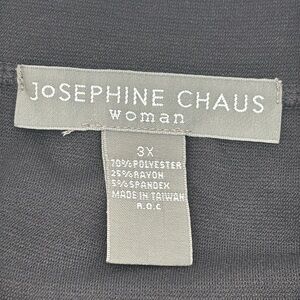 JoSEPHINE CHAUS
woman
3X
70% POLYESTER
25% RAYON
5% SPANDEX
MADE IN TAIWAN
R.O.C